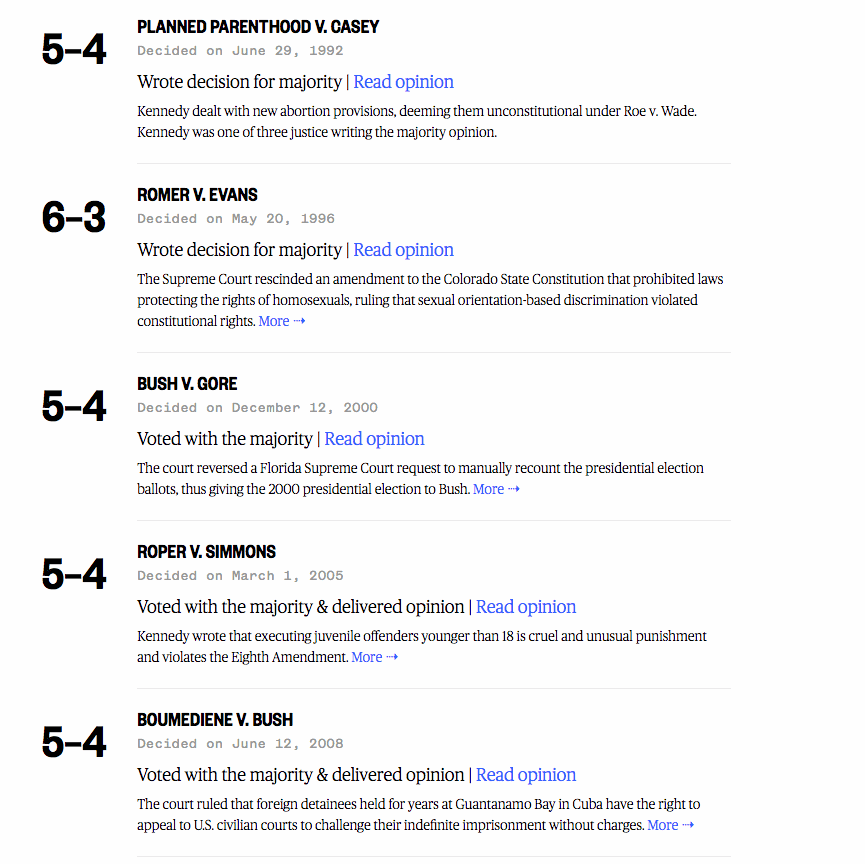 PLANNED PARENTHOOD V. CASEY
5–4
Decided on June 29, 1992
Wrote decision for majority | Read opinion
Kennedy dealt with new abortion provisions, deeming them unconstitutional under Roe v. Wade.
Kennedy was one of three justice writing the majority opinion.
ROMER V. EVANS
6–3
Decided on May 20, 1996
Wrote decision for majority | Read opinion
The Supreme Court rescinded an amendment to the Colorado State Constitution that prohibited laws
protecting the rights of homosexuals, ruling that sexual orientation-based discrimination violated
constitutional rights. More ⇢
BUSH V. GORE
5–4
Decided on December 12, 2000
Voted with the majority | Read opinion
The court reversed a Florida Supreme Court request to manually recount the presidential election
ballots, thus giving the 2000 presidential election to Bush. More ⇢
ROPER V. SIMMONS
5–4
Decided on March 1, 2005
Voted with the majority & delivered opinion | Read opinion
Kennedy wrote that executing juvenile offenders younger than 18 is cruel and unusual punishment
and violates the Eighth Amendment. More ⇢
BOUMEDIENE V. BUSH
5–4
Decided on June 12, 2008
Voted with the majority & delivered opinion | Read opinion
The court ruled that foreign detainees held for years at Guantanamo Bay in Cuba have the right to
appeal to U.S. civilian courts to challenge their indefinite imprisonment without charges. More ⇢